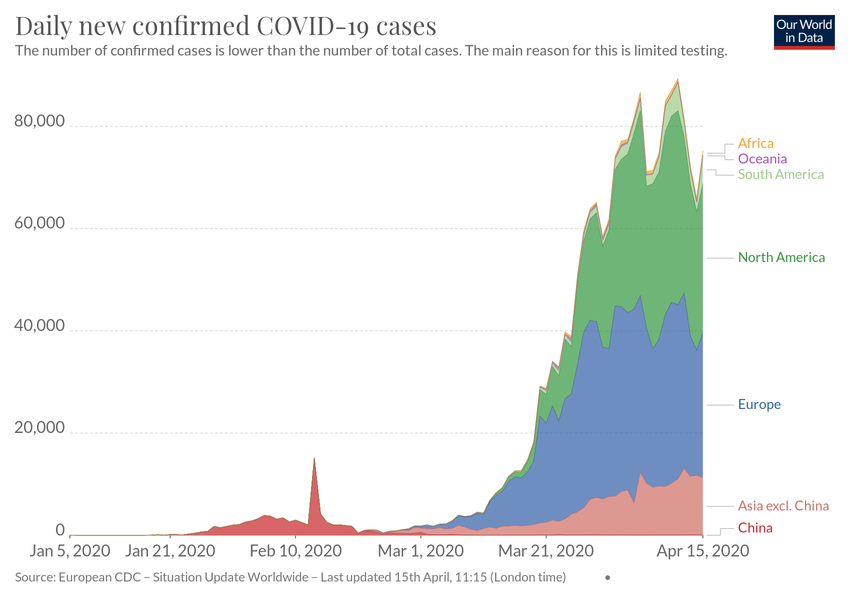 Daily new confirmed COVID-19 cases
The number of confirmed cases is lower than the number of total cases. The main reason for this is limited testing.
Our World
in Data
80,000
60,000
40,000
20,000
0
Africa
Oceania
South America
North America
Europe
Asia excl. China
China
Jan 5, 2020
Jan 21, 2020
Feb 10, 2020
Mar 1, 2020
Mar 21, 2020
Apr 15, 2020
Source: European CDC – Situation Update Worldwide – Last updated 15th April, 11:15 (London time)